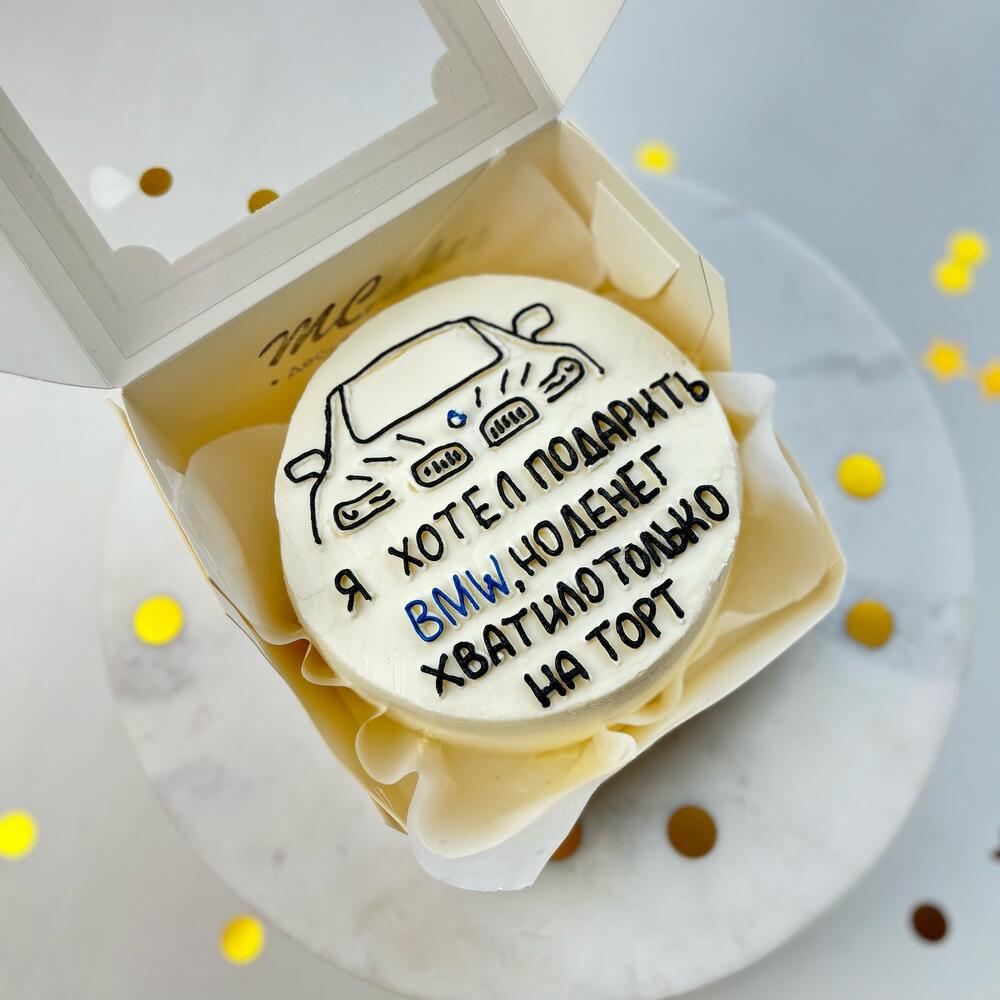 Я ХОТЕЛ ПОДАРИТЬ
BMW, НО ДЕНЕГ
ХВАТИЛО ТОЛЬКО
НА ТОРТ